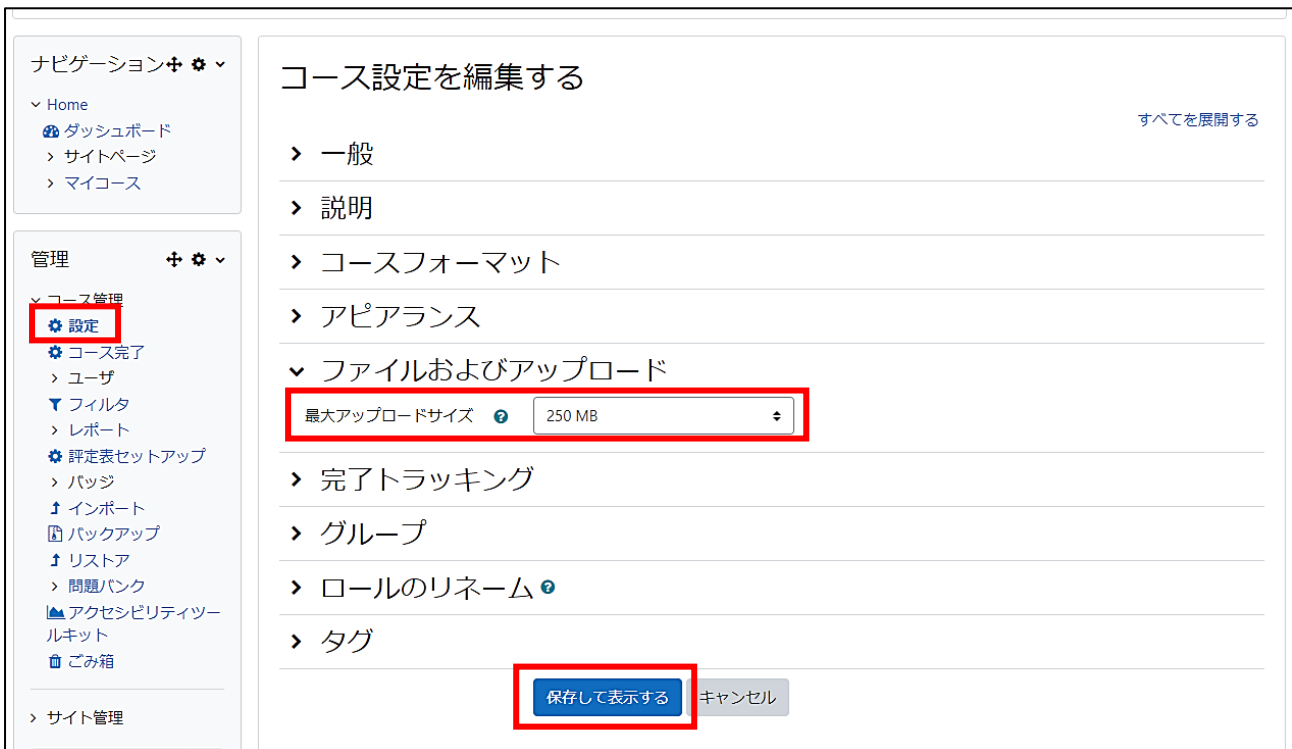 ナビゲーション
Home
ダッシュボード
サイトページ
マイコース
管理
コース管理
設定
コース完了
ユーザ
フィルタ
レポート
評定表セットアップ
バッジ
インポート
バックアップ
リストア
問題バンク
アクセシビリティツー
ルキット
ごみ箱
サイト管理
コース設定を編集する
すべてを展開する
一般
説明
コースフォーマット
アピアランス
ファイルおよびアップロード
最大アップロードサイズ 250 MB
完了トラッキング
グループ
ロールのリネーム
タグ
保存して表示する キャンセル